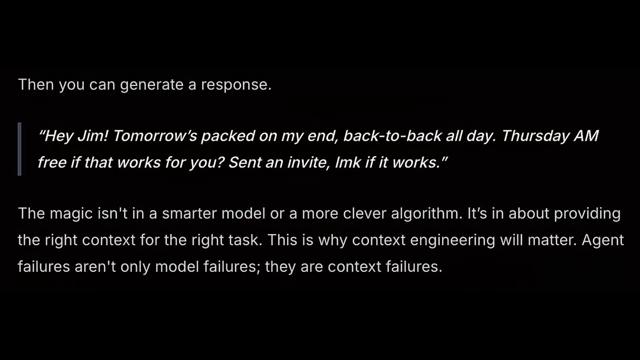 Then you can generate a response.
“Hey Jim! Tomorrow’s packed on my end, back-to-back all day. Thursday AM
free if that works for you? Sent an invite, lmk if it works.”
The magic isn't in a smarter model or a more clever algorithm. It’s in about providing
the right context for the right task. This is why context engineering will matter. Agent
failures aren't only model failures; they are context failures.